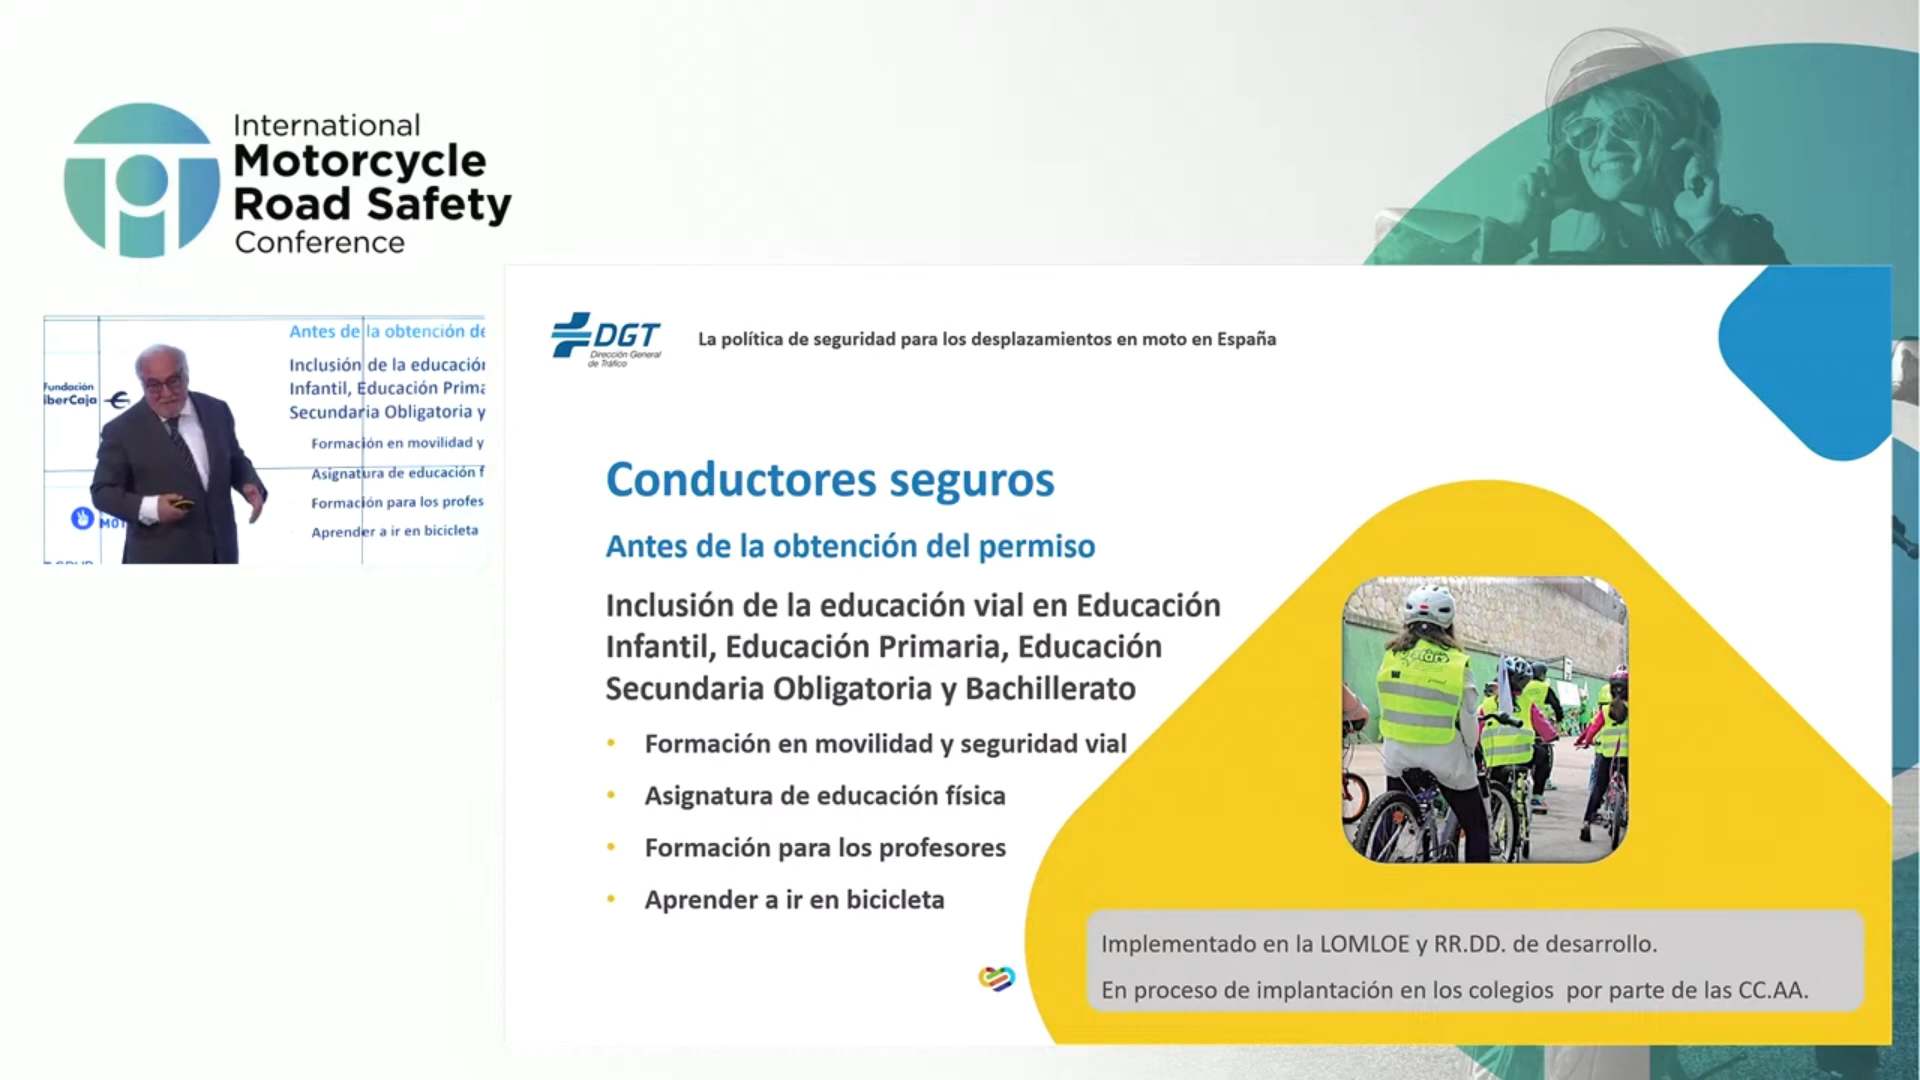 International
Motorcycle
Road Safety
Conference
Antes de la obtención de
Inclusión de la educación
Infantil, Educación Prima
Secundaria Obligatoria y
Formación en movilidad y
Asignatura de educación f
Formación para los profes
Aprender a ir en bicicleta
Fundación
iberCaja
MOT
DGT
Dirección General
de Tráfico
La política de seguridad para los desplazamientos en moto en España
Conductores seguros
Antes de la obtención del permiso
Inclusión de la educación vial en Educación
Infantil, Educación Primaria, Educación
Secundaria Obligatoria y Bachillerato
• Formación en movilidad y seguridad vial
• Asignatura de educación física
• Formación para los profesores
• Aprender a ir en bicicleta
Implementado en la LOMLOE y RR.DD. de desarrollo.
En proceso de implantación en los colegios por parte de las CC.AA.